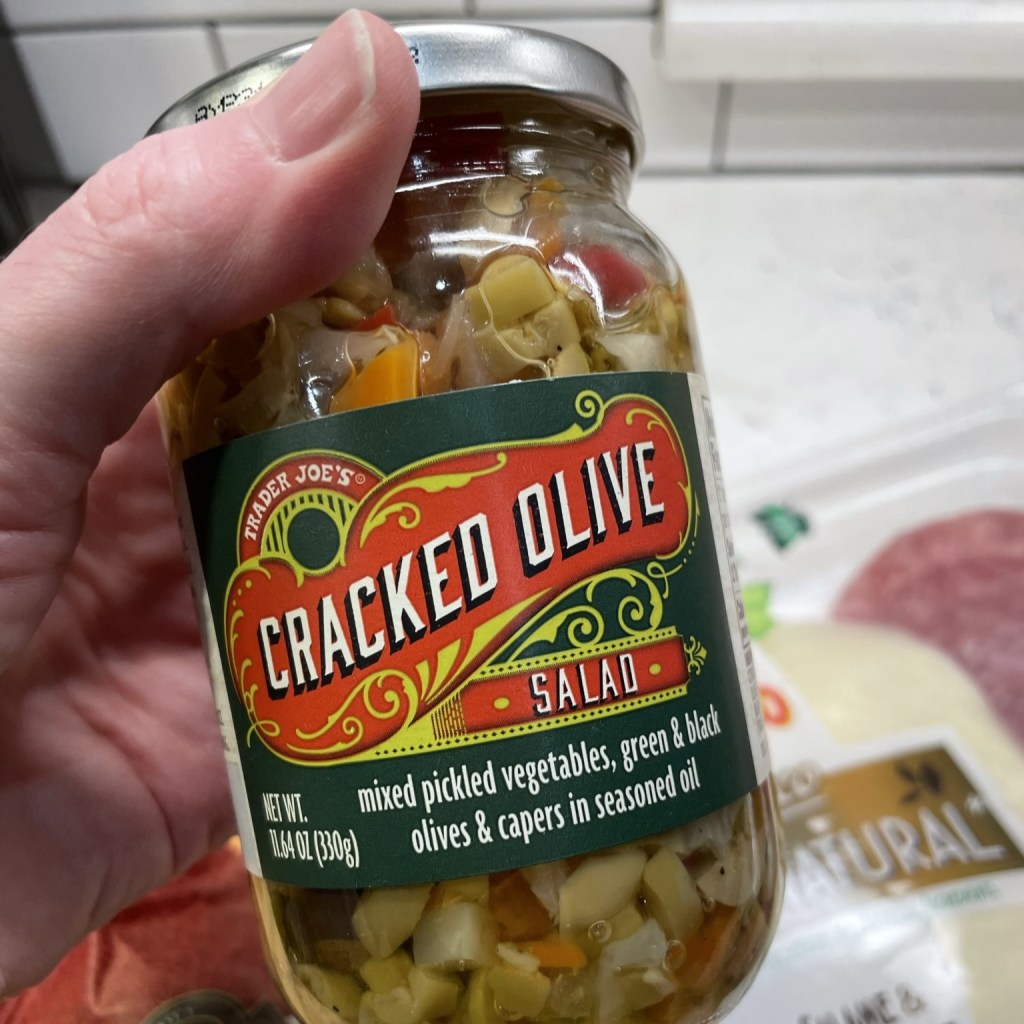 TRADER JOE'S
CRACKED OLIVE
SALAD
mixed pickled vegetables, green & black
olives & capers in seasoned oil
NET WT.
11.64 OZ (330g)